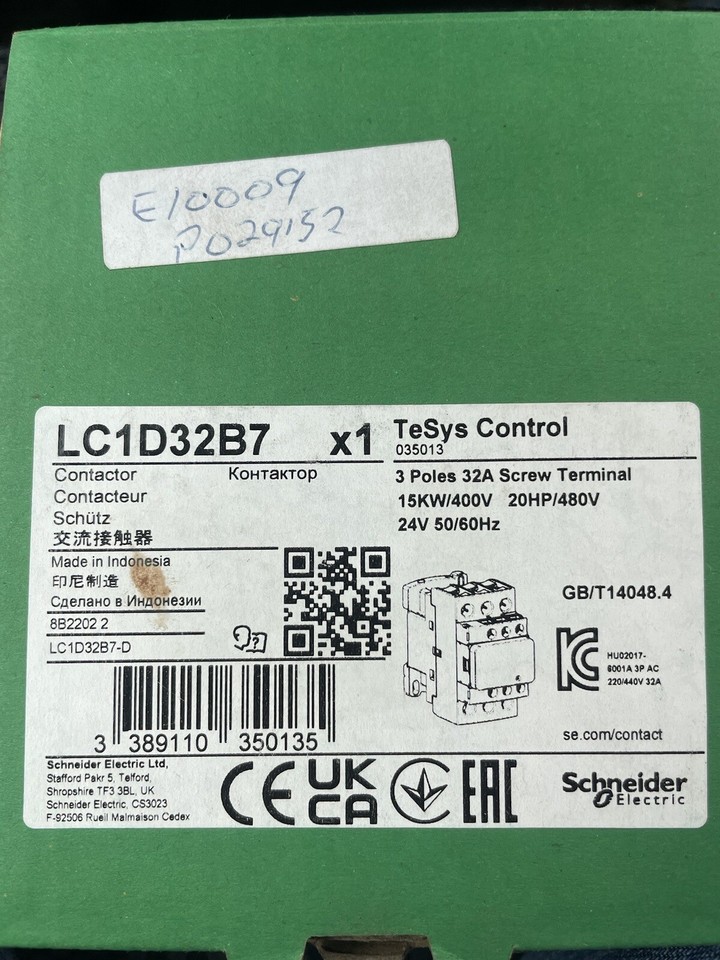 E10009
P029152
LC1D32B7 x1
TeSys Control
035013
Contactor Контактор
Contacteur
Schütz
交流接触器
3 Poles 32A Screw Terminal
15KW/400V 20HP/480V
24V 50/60Hz
Made in Indonesia
印尼制造
Сделано в Индонезии
8B2202 2
LC1D32B7-D
GB/T14048.4
HU02017-
6001A 3P AC
220/440V 32A
se.com/contact
3 389110 350135
Schneider Electric Ltd,
Stafford Pakr 5, Telford,
Shropshire TF3 3BL, UK
Schneider Electric, CS3023
F-92506 Rueil Malmaison Cedex
CE
UK
CA
EAC
Schneider
Electric